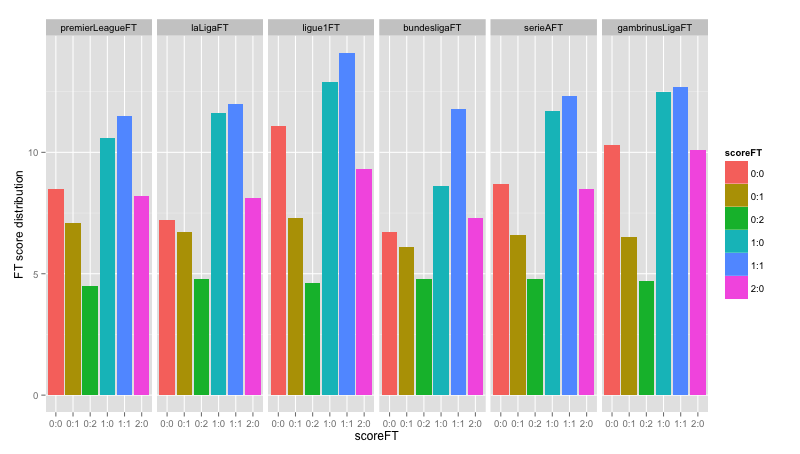 premierLeagueFT laLigaFT ligue1FT bundesligaFT serieAFT gambrinusLigaFT
FT score distribution
10
5
0
0:0 0:1 0:2 1:0 1:1 2:0 0:0 0:1 0:2 1:0 1:1 2:0 0:0 0:1 0:2 1:0 1:1 2:0 0:0 0:1 0:2 1:0 1:1 2:0 0:0 0:1 0:2 1:0 1:1 2:0 0:0 0:1 0:2 1:0 1:1 2:0
scoreFT
scoreFT
0:0
0:1
0:2
1:0
1:1
2:0